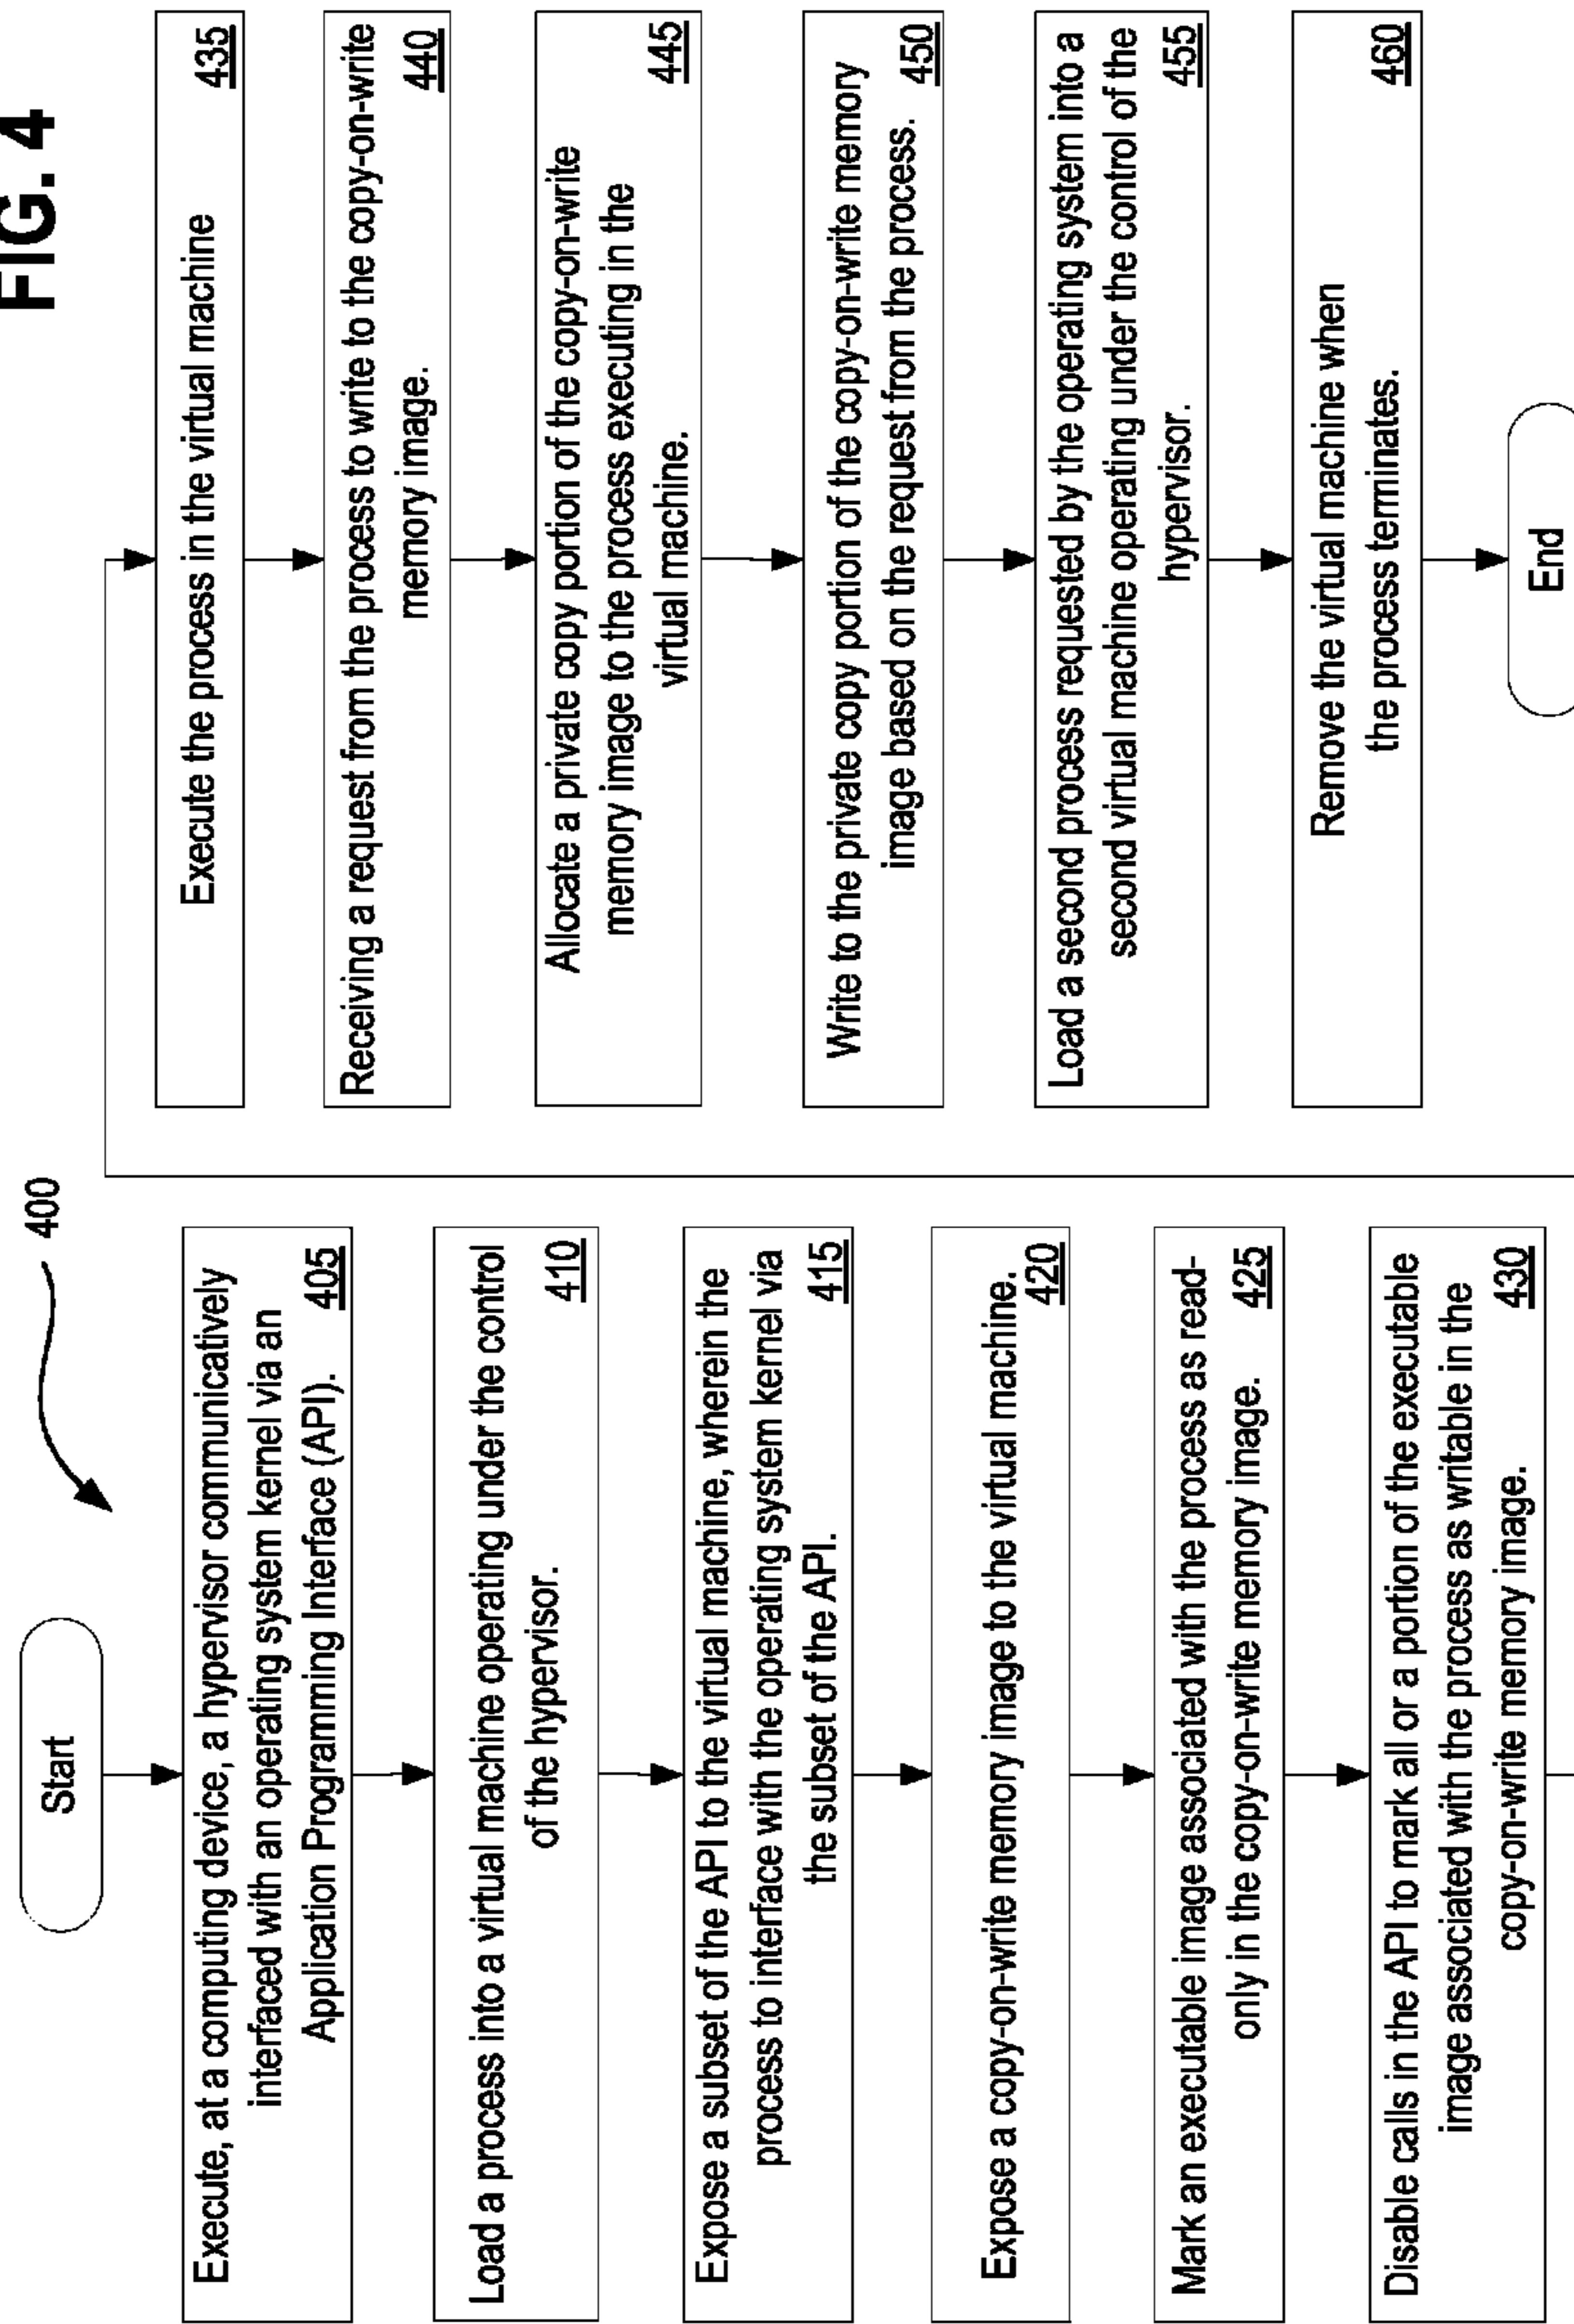 FIG. 4
400
Start
Execute, at a computing device, a hypervisor communicatively
interfaced with an operating system kernel via an
Application Programming Interface (API). 405
Load a process into a virtual machine operating under the control
of the hypervisor. 410
Expose a subset of the API to the virtual machine, wherein the
process to interface with the operating system kernel via
the subset of the API. 415
Expose a copy-on-write memory image to the virtual machine.
420
Mark an executable image associated with the process as read-
only in the copy-on-write memory image. 425
Disable calls in the API to mark all or a portion of the executable
image associated with the process as writable in the
copy-on-write memory image. 430
Execute the process in the virtual machine
435
Receiving a request from the process to write to the copy-on-write
memory image. 440
Allocate a private copy portion of the copy-on-write
memory image to the process executing in the
virtual machine. 445
Write to the private copy portion of the copy-on-write memory
image based on the request from the process. 450
Load a second process requested by the operating system into a
second virtual machine operating under the control of the
hypervisor. 455
Remove the virtual machine when
the process terminates. 460
End